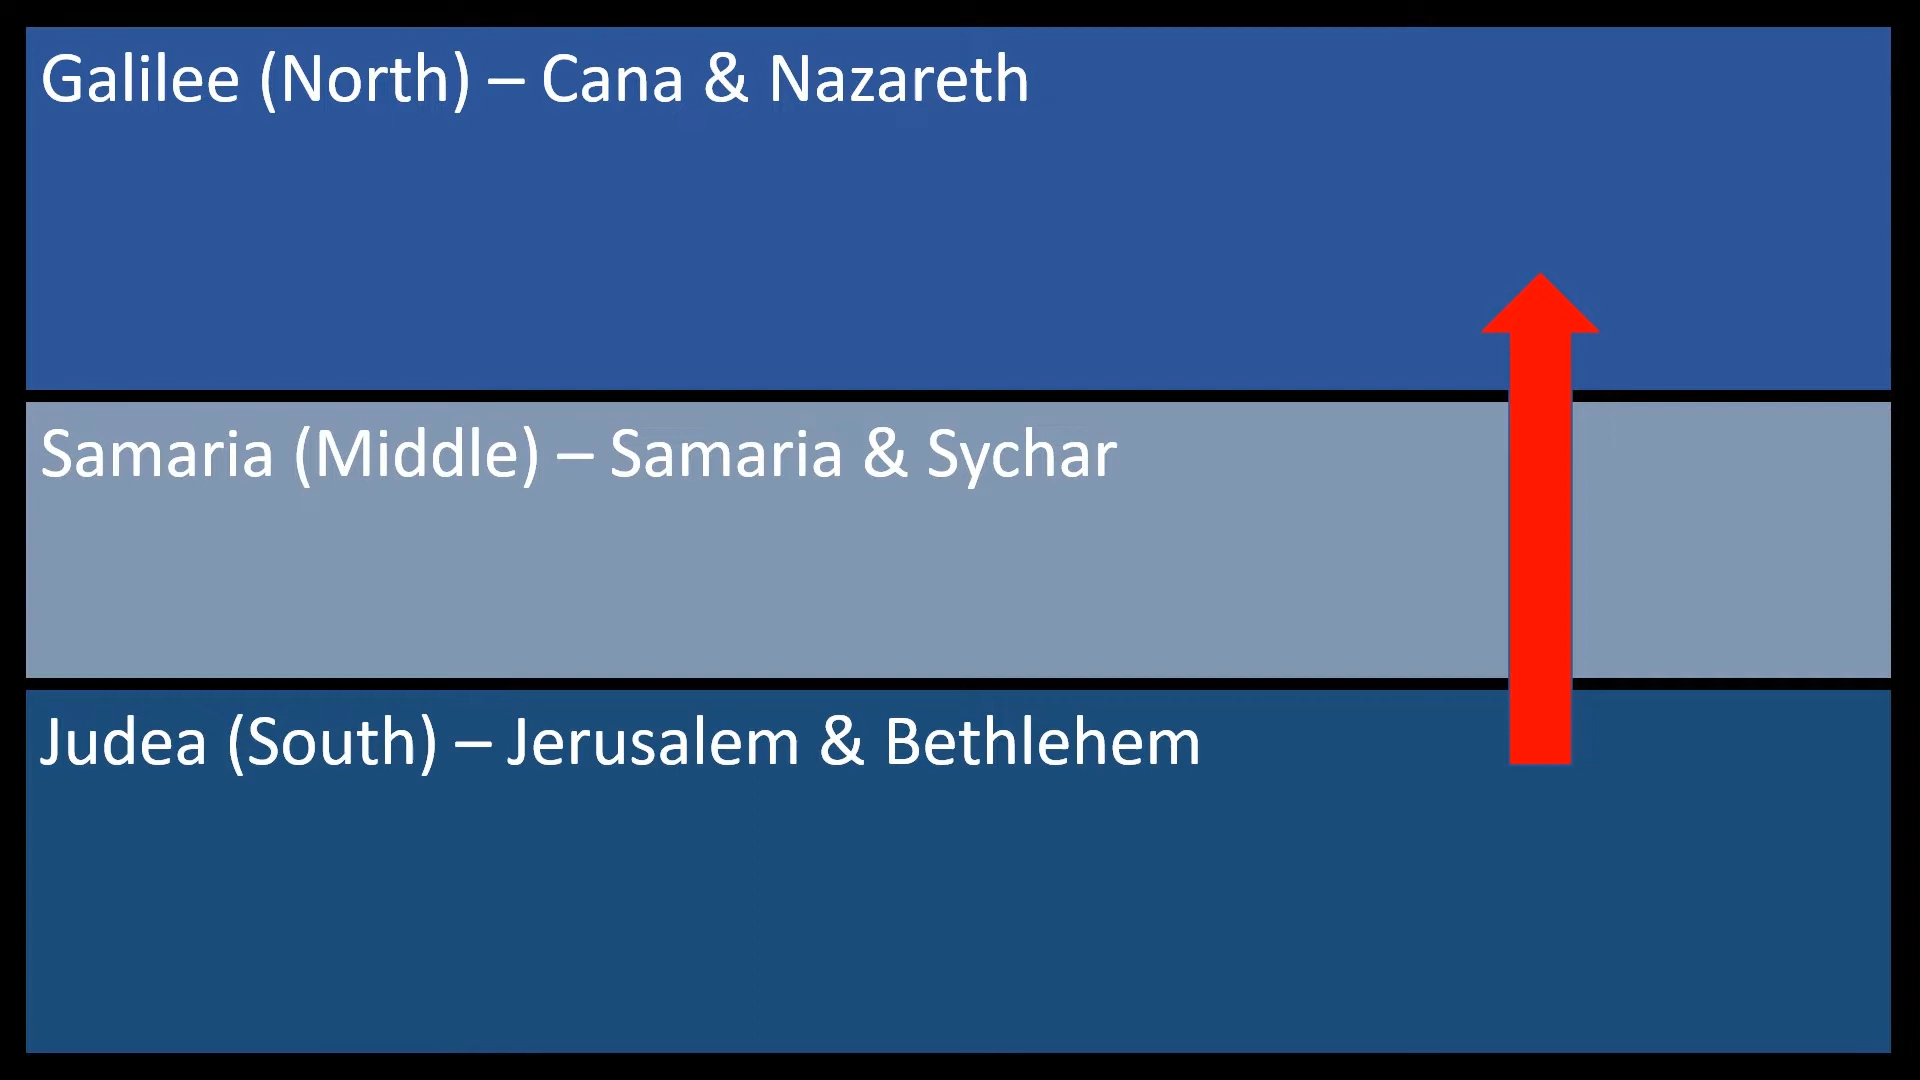 Galilee (North) – Cana & Nazareth
Samaria (Middle) – Samaria & Sychar
Judea (South) – Jerusalem & Bethlehem